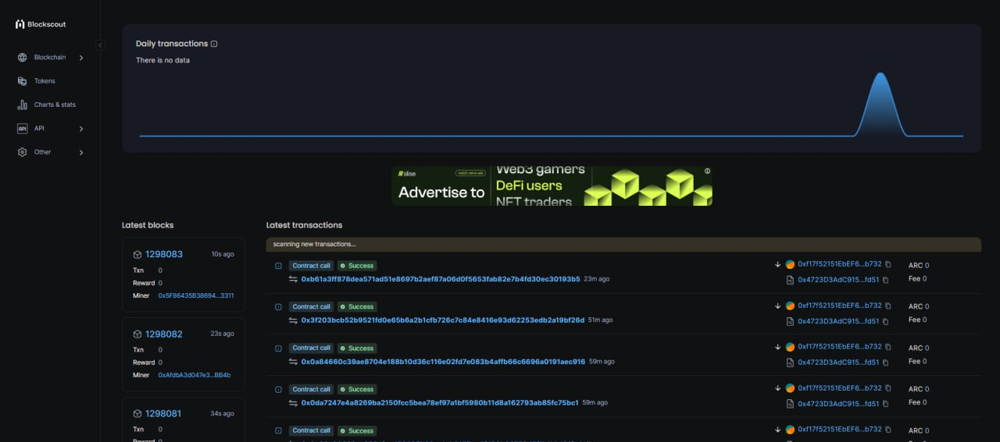 Blockscout
Blockchain
Tokens
Charts & stats
API
Other
Daily transactions
There is no data
slise
web3-native ads
Advertise to
Web3 gamers
DeFi users
NFT traders
Latest blocks
1298083 10s ago
Txn 0
Reward 0
Miner 0x5FB6435B38694...3311
1298082 23s ago
Txn 0
Reward 0
Miner 0xAfdbA3d047e3...BB4b
1298081 34s ago
Txn 0
Reward 0
Latest transactions
scanning new transactions...
Contract call Success 0xf17f52151EbEF6...b732 ARC 0
0xb61a3ff878dea571ad51e8697b2aef87a06d0f5653fab82e7b4fd30ec30193b5 23m ago 0x4723D3AdC915...fd51 Fee 0
Contract call Success 0xf17f52151EbEF6...b732 ARC 0
0x3f203bcb52b9521fd0e65b6a2b1cfb726c7c84e8416e93d62253edb2a19bf26d 51m ago 0x4723D3AdC915...fd51 Fee 0
Contract call Success 0xf17f52151EbEF6...b732 ARC 0
0x0a84660c39ae8704e188b10d36c116e02fd7e083b4affb66c6696a0191aec916 59m ago 0x4723D3AdC915...fd51 Fee 0
Contract call Success 0xf17f52151EbEF6...b732 ARC 0
0x0da7247e4a8269ba2150fcc5bea78ef97a1bf5980b11d8a162793ab85fc75bc1 59m ago 0x4723D3AdC915...fd51 Fee 0
Contract call Success 0xf17f52151EbEF6...b732 ARC 0